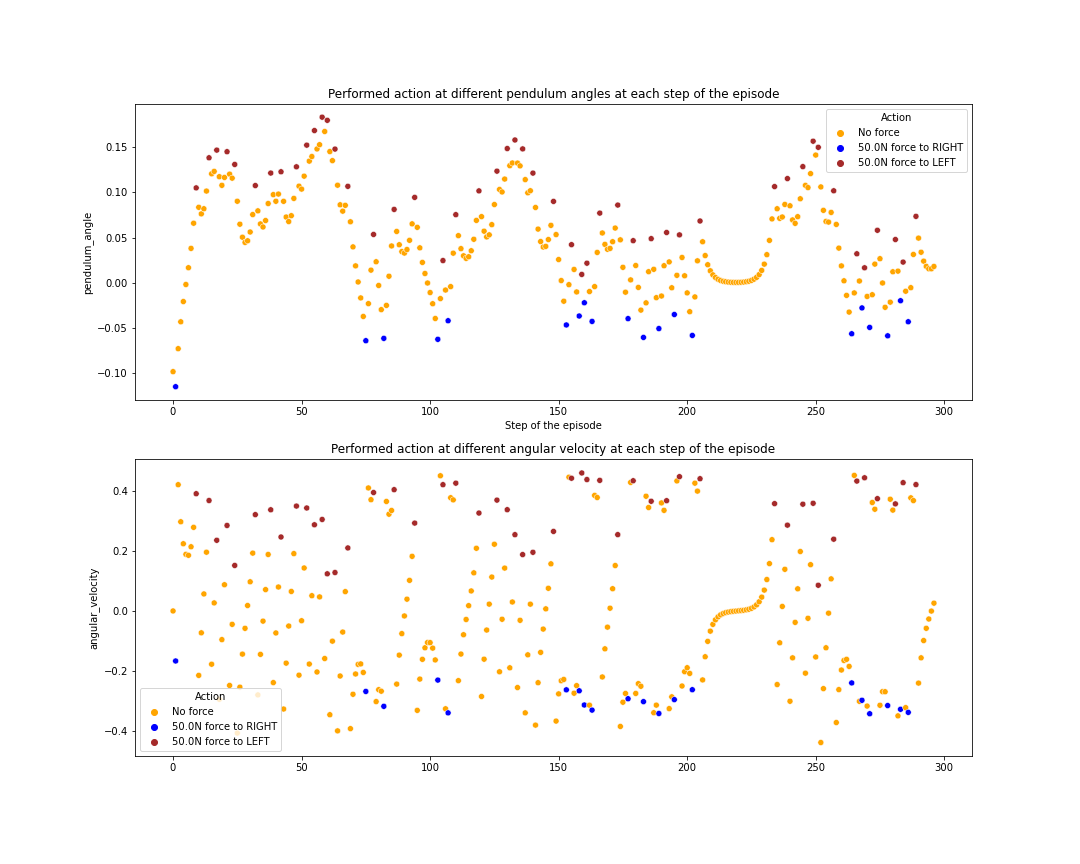 Performed action at different pendulum angles at each step of the episode
pendulum_angle
0.15
0.10
0.05
0.00
−0.05
−0.10
Action
No force
50.0N force to RIGHT
50.0N force to LEFT
0
50
100
150
200
250
300
Step of the episode
Performed action at different angular velocity at each step of the episode
angular_velocity
0.4
0.2
0.0
−0.2
−0.4
Action
No force
50.0N force to RIGHT
50.0N force to LEFT
0
50
100
150
200
250
300